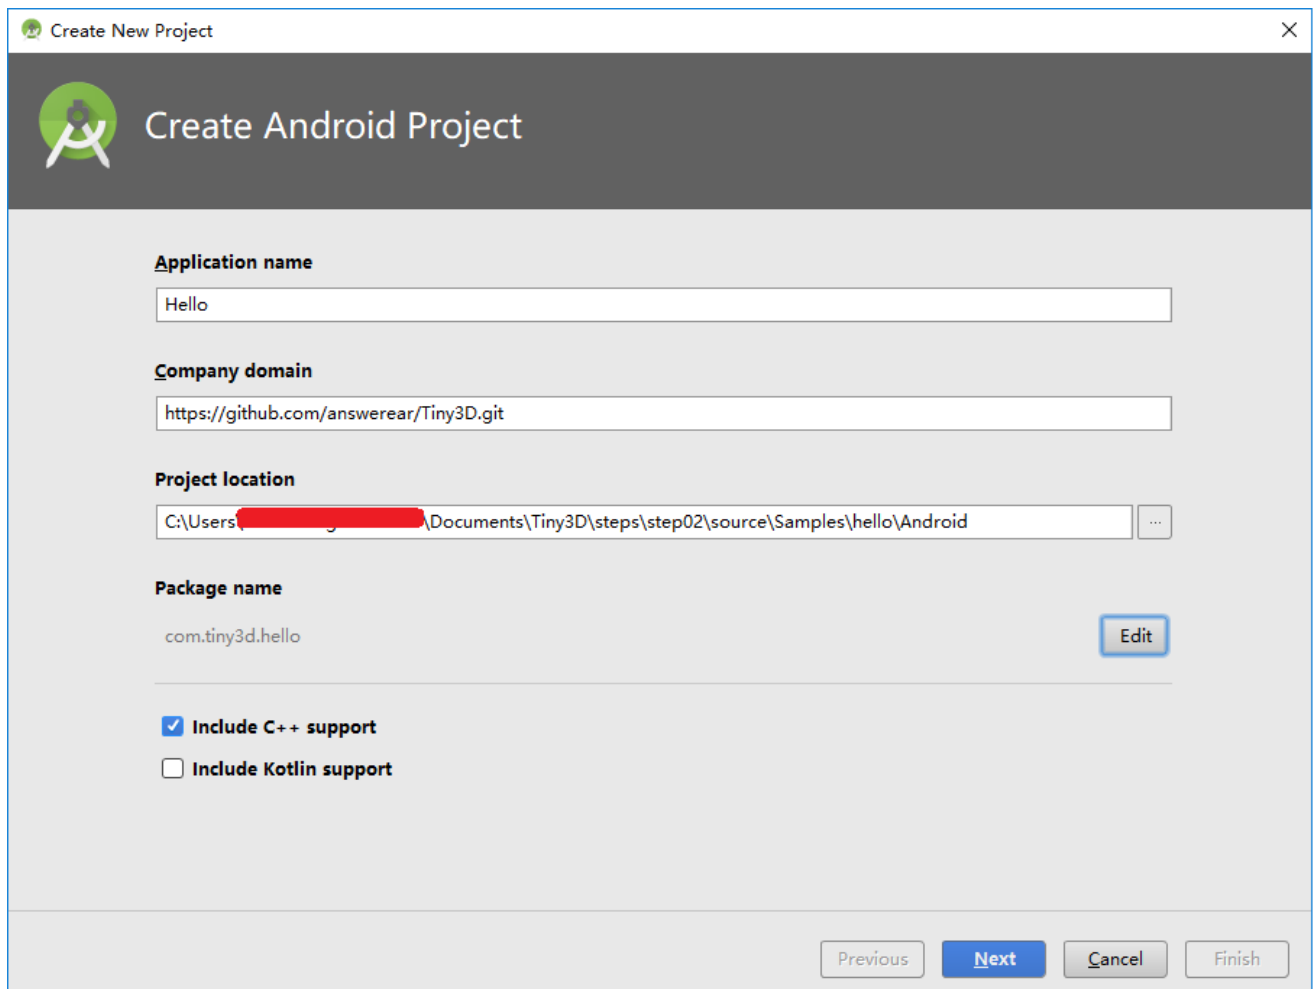 Create New Project
Create Android Project
Application name
Hello
Company domain
https://github.com/answerear/Tiny3D.git
Project location
C:\Users\ \Documents\Tiny3D\steps\step02\source\Samples\hello\Android
...
Package name
com.tiny3d.hello
Edit
Include C++ support
Include Kotlin support
Previous
Next
Cancel
Finish